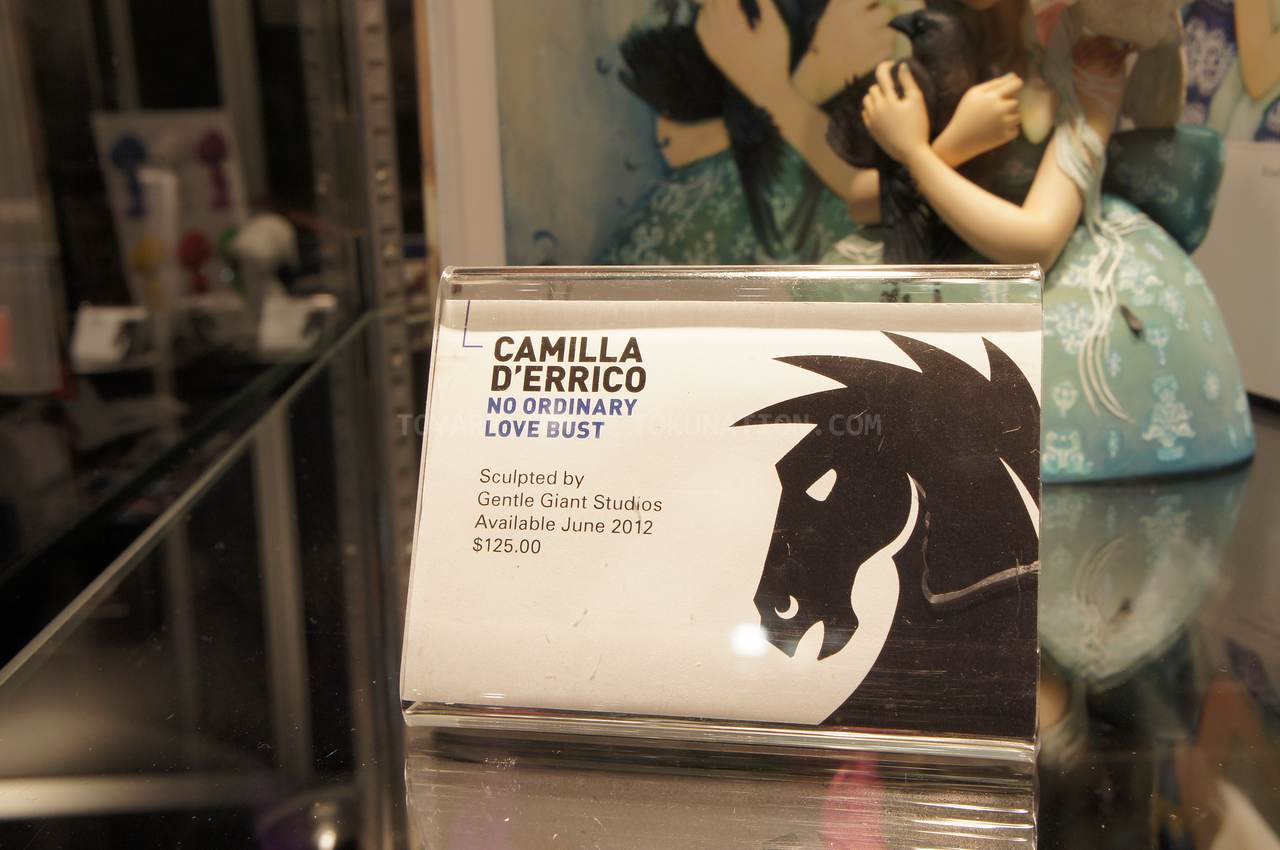 CAMILLA
D'ERRICO
NO ORDINARY
LOVE BUST
Sculpted by
Gentle Giant Studios
Available June 2012
$125.00